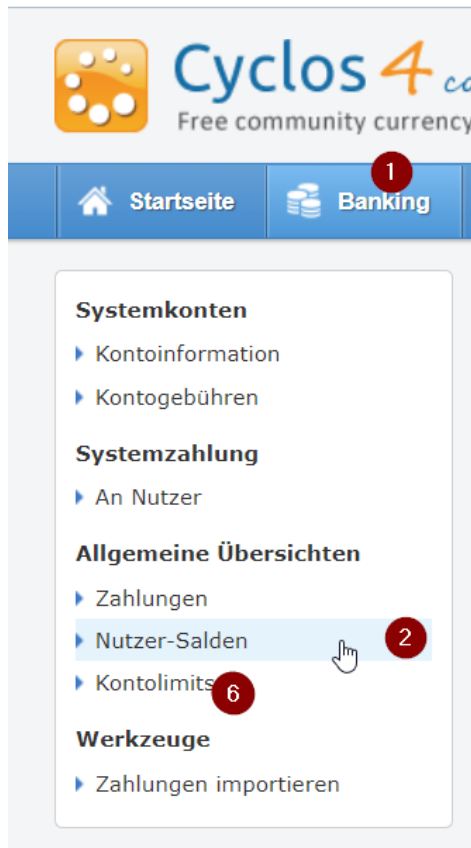 Cyclos 4
Free community currency
1
Startseite
Banking
Systemkonten
Kontoinformation
Kontogebühren
Systemzahlung
An Nutzer
Allgemeine Übersichten
Zahlungen
Nutzer-Salden
2
Kontolimits
6
Werkzeuge
Zahlungen importieren